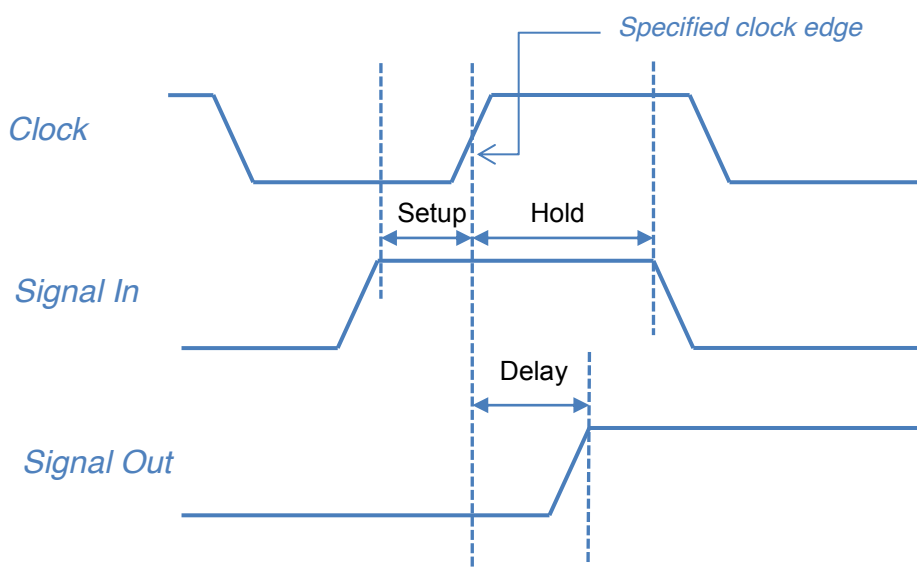 Specified clock edge
Clock
Setup
Hold
Signal In
Delay
Signal Out